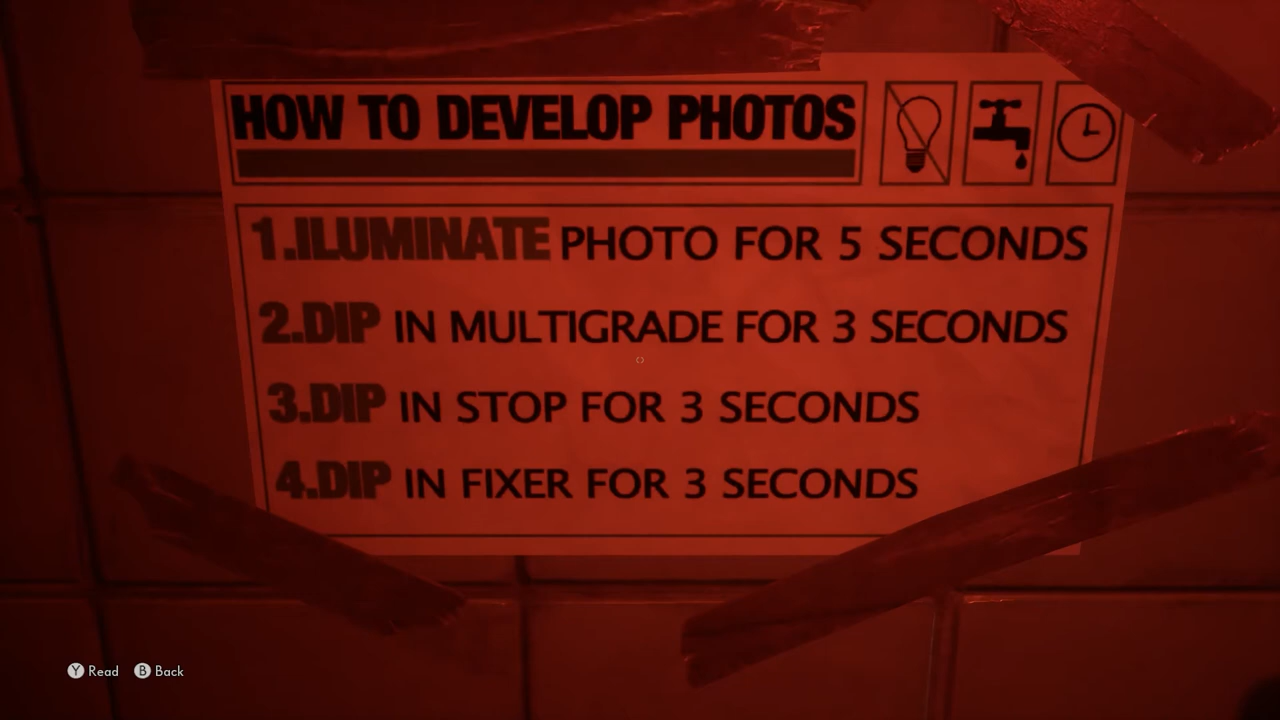 HOW TO DEVELOP PHOTOS
1.ILUMINATE PHOTO FOR 5 SECONDS
2.DIP IN MULTIGRADE FOR 3 SECONDS
3.DIP IN STOP FOR 3 SECONDS
4.DIP IN FIXER FOR 3 SECONDS
Y Read B Back